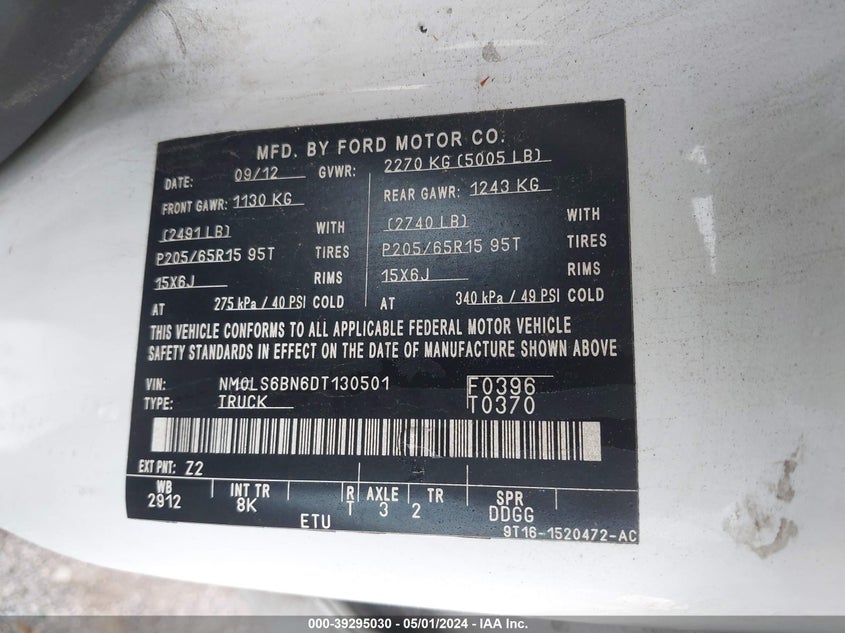 MFD. BY FORD MOTOR CO.
DATE: 09/12 GVWR: 2270 KG (5005 LB)
FRONT GAWR: 1130 KG REAR GAWR: 1243 KG
(2491 LB) WITH (2740 LB) WITH
P205/65R15 95T TIRES P205/65R15 95T TIRES
15X6J RIMS 15X6J RIMS
AT 275 kPa / 40 PSI COLD AT 340 kPa / 49 PSI COLD
THIS VEHICLE CONFORMS TO ALL APPLICABLE FEDERAL MOTOR VEHICLE
SAFETY STANDARDS IN EFFECT ON THE DATE OF MANUFACTURE SHOWN ABOVE
VIN: NM0LS6BN6DT130501 F0396
TYPE: TRUCK T0370
EXT PNT: Z2
WB INT TR R AXLE TR SPR
2912 8K T 3 2 DDGG
ETU 9T16-1520472-AC
000-39295030 - 05/01/2024 - IAA Inc.